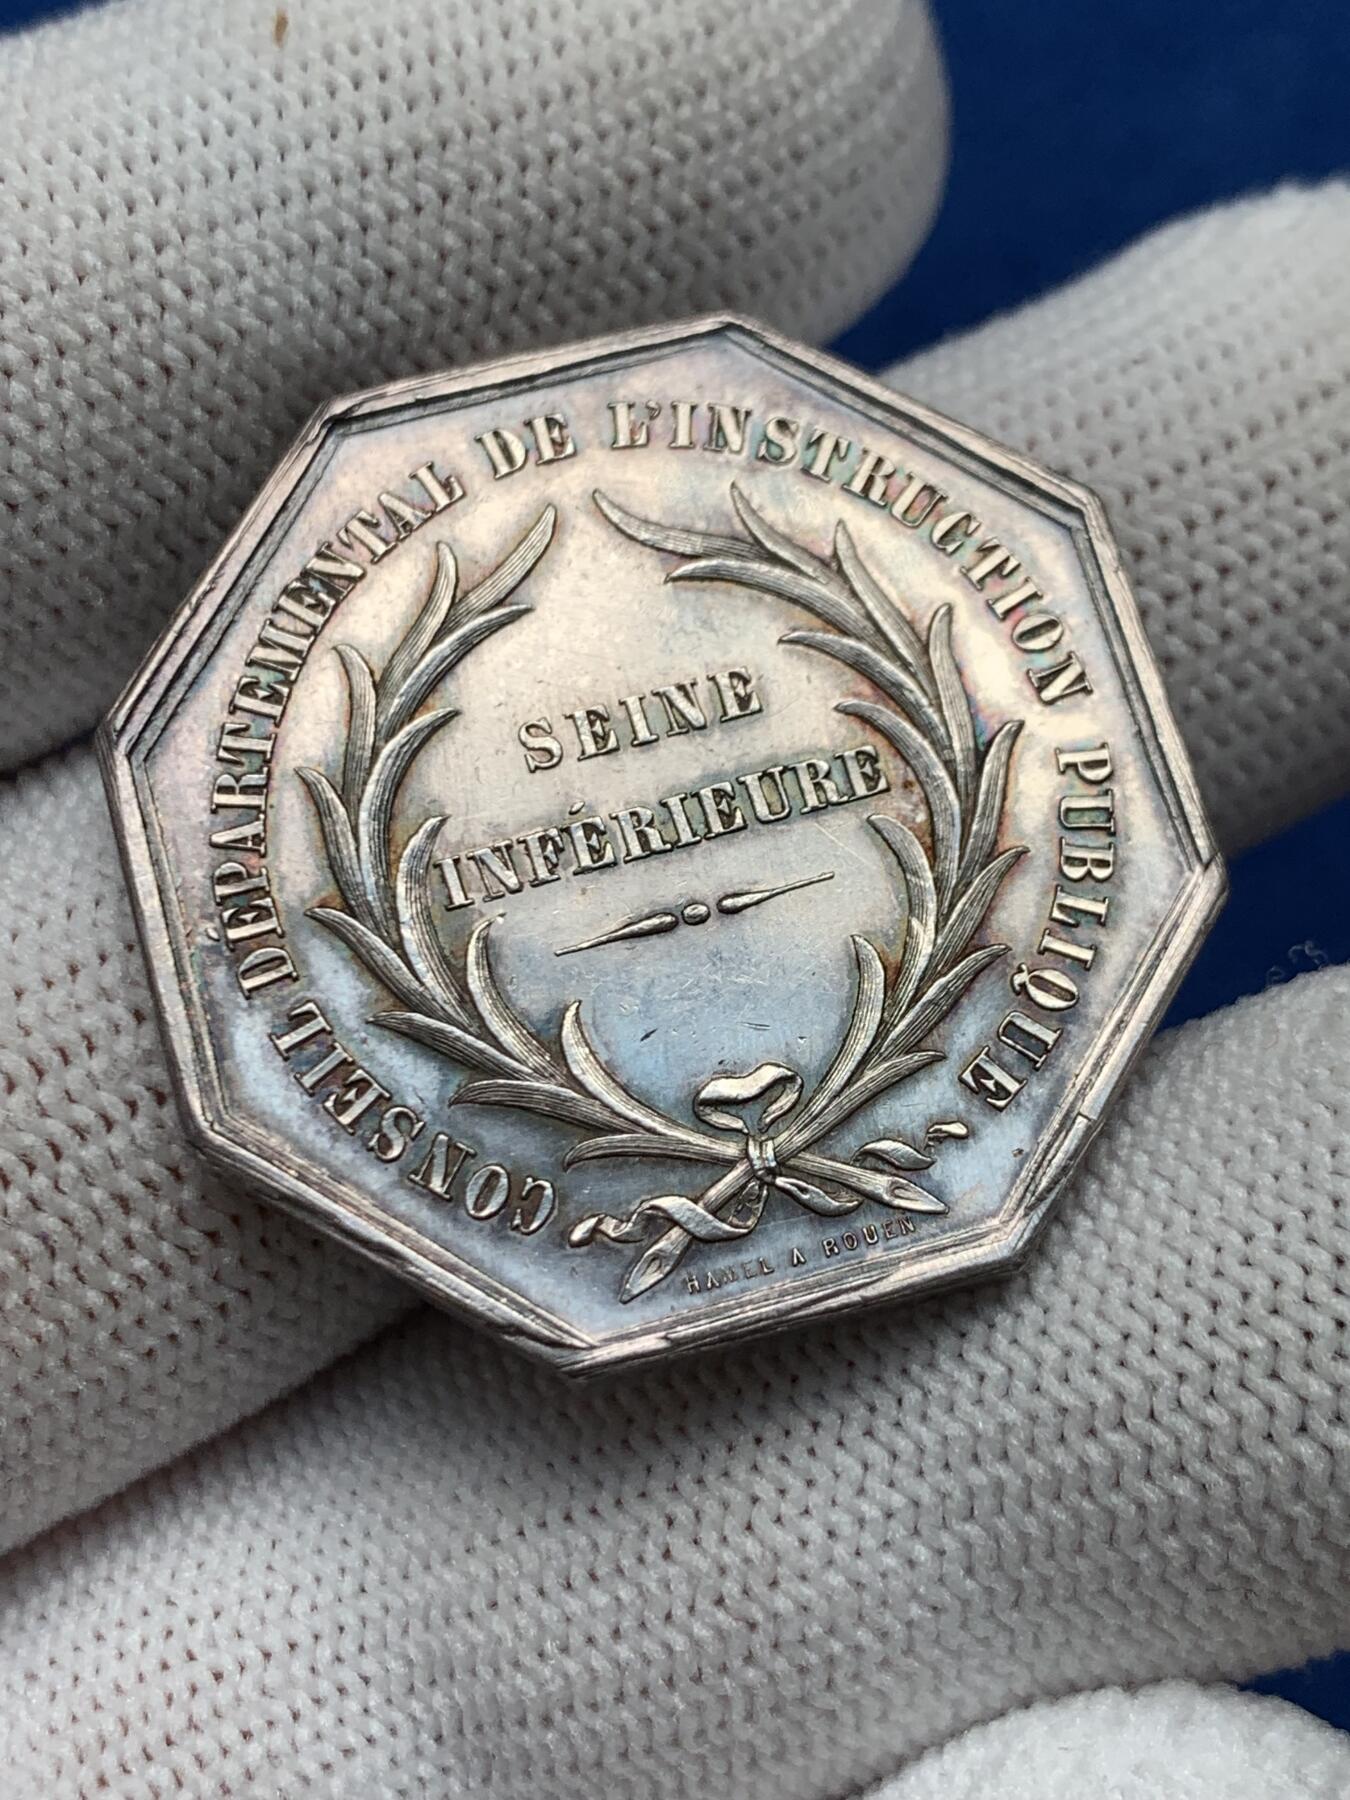 CONSEIL DÉPARTEMENTAL DE L'INSTRUCTION PUBLIQUE
SEINE
INFÉRIEURE
HAMEL A ROUEN